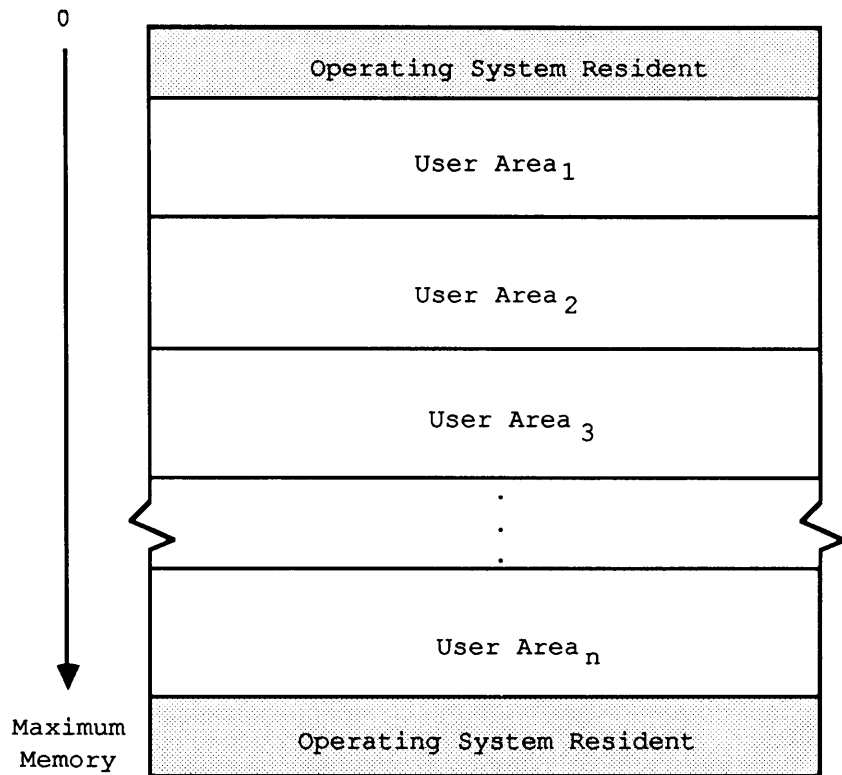 0
Operating System Resident
User Area1
User Area2
User Area3
.
.
.
User Arean
Maximum
Memory
Operating System Resident